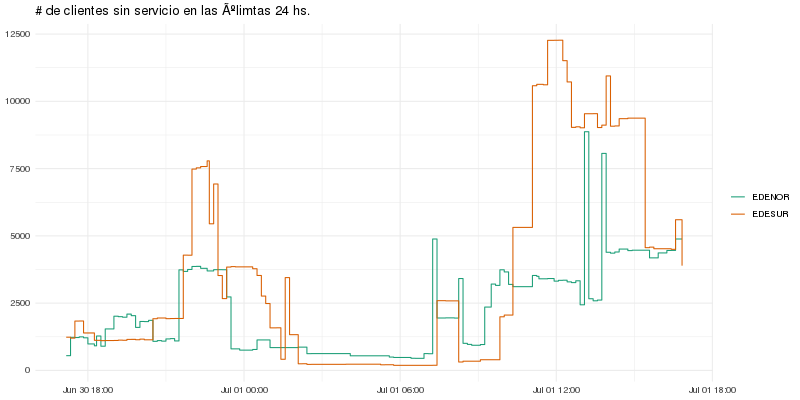 # de clientes sin servicio en las Ãºlimtas 24 hs.
12500
10000
7500
5000
2500
0
Jun 30 18:00
Jul 01 00:00
Jul 01 06:00
Jul 01 12:00
Jul 01 18:00
EDENOR
EDESUR